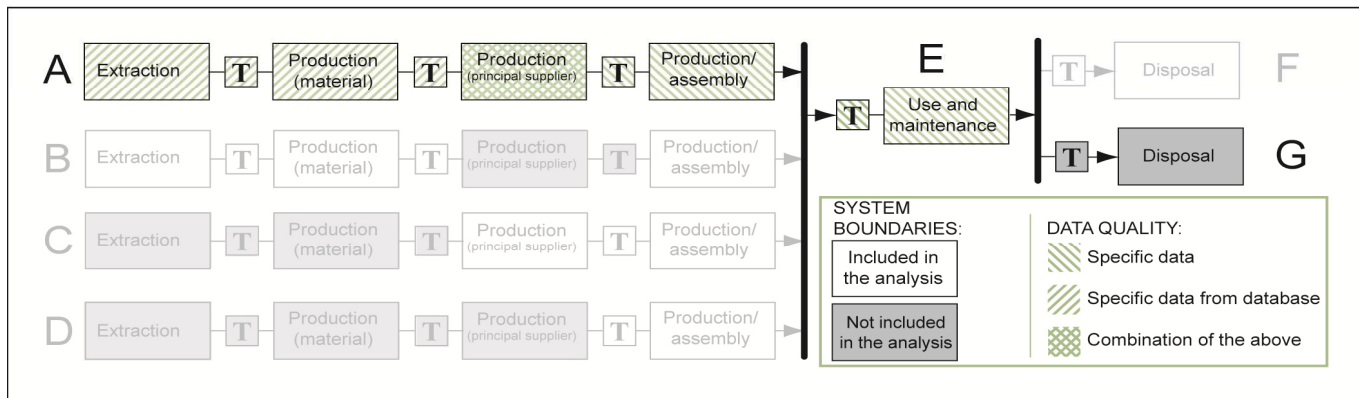 A
Extraction
T
Production
(material)
T
Production
(principal supplier)
T
Production/
assembly
B
Extraction
T
Production
(material)
T
Production
(principal supplier)
T
Production/
assembly
C
Extraction
T
Production
(material)
T
Production
(principal supplier)
T
Production/
assembly
D
Extraction
T
Production
(material)
T
Production
(principal supplier)
T
Production/
assembly
E
T
Use and
maintenance
T
Disposal
F
T
Disposal
G
SYSTEM
BOUNDARIES:
Included in
the analysis
Not included
in the analysis
DATA QUALITY:
Specific data
Specific data from database
Combination of the above